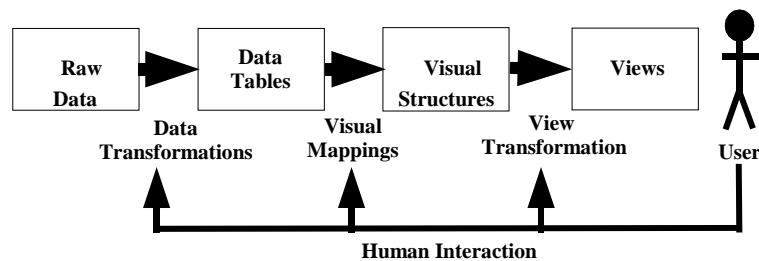 Raw
Data
Data
Tables
Visual
Structures
Views
Data
Transformations
Visual
Mappings
View
Transformation
User
Human Interaction